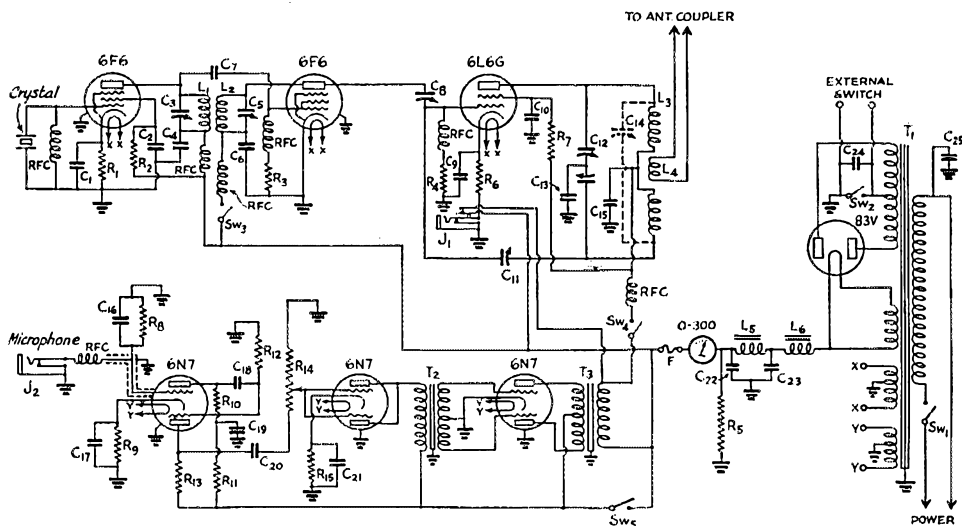 TO ANT. COUPLER
6F6
6F6
6L6G
EXTERNAL SWITCH
Crystal
C7
L1
L2
C3
C5
C8
C10
R7
C12
C14
L3
L4
T1
C25
C24
Sw2
83V
RFC
C1
R1
C2
R2
C4
C6
RFC
R3
RFC
Sw3
RFC
C9
R4
R6
J1
C13
C15
C11
RFC
Sw4
0-300
L5
L6
F
C22
C23
R5
X
X
Y
Y
Sw1
POWER
x x
x x
x x
C16
R8
Microphone
RFC
J2
6N7
C18
R12
R14
6N7
T2
6N7
T3
Y
Y
Y
Y
Y
Y
R10
C19
C17
R9
R13
R11
C20
R15
C21
Sw5